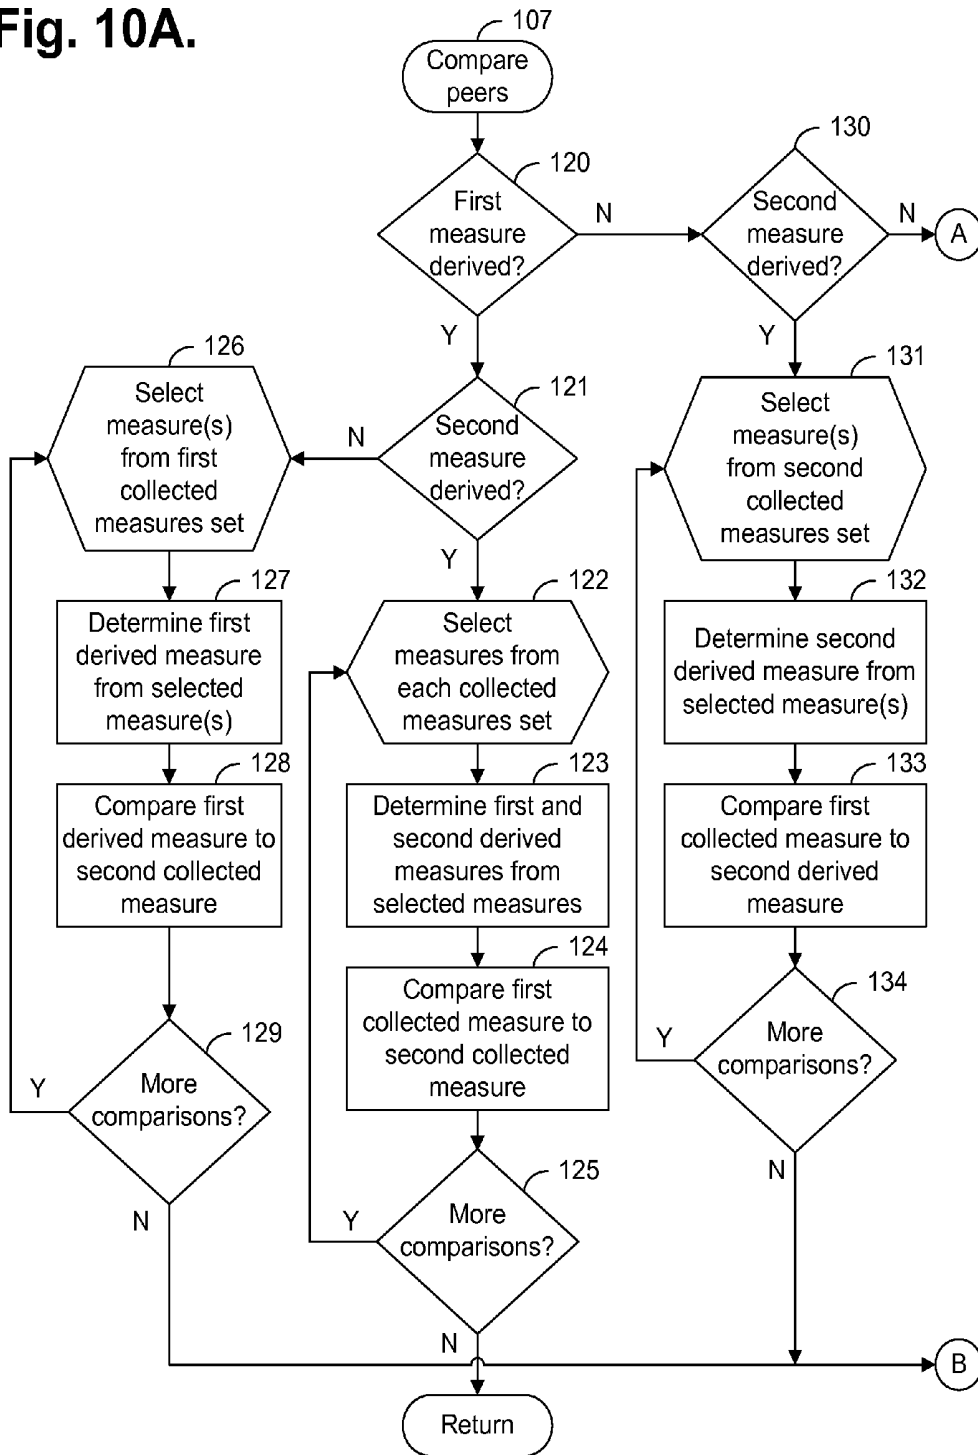 Fig. 10A.
107
Compare
peers
120
First
measure
derived?
N
Y
130
Second
measure
derived?
N
A
Y
126
Select
measure(s)
from first
collected
measures set
121
Second
measure
derived?
N
Y
131
Select
measure(s)
from second
collected
measures set
127
Determine first
derived measure
from selected
measure(s)
122
Select
measures from
each collected
measures set
132
Determine second
derived measure from
selected measure(s)
128
Compare first
derived measure to
second collected
measure
123
Determine first and
second derived
measures from
selected measures
133
Compare first
collected measure to
second derived
measure
124
Compare first
collected measure to
second collected
measure
129
More
comparisons?
Y
N
134
More
comparisons?
Y
N
125
More
comparisons?
Y
N
B
Return